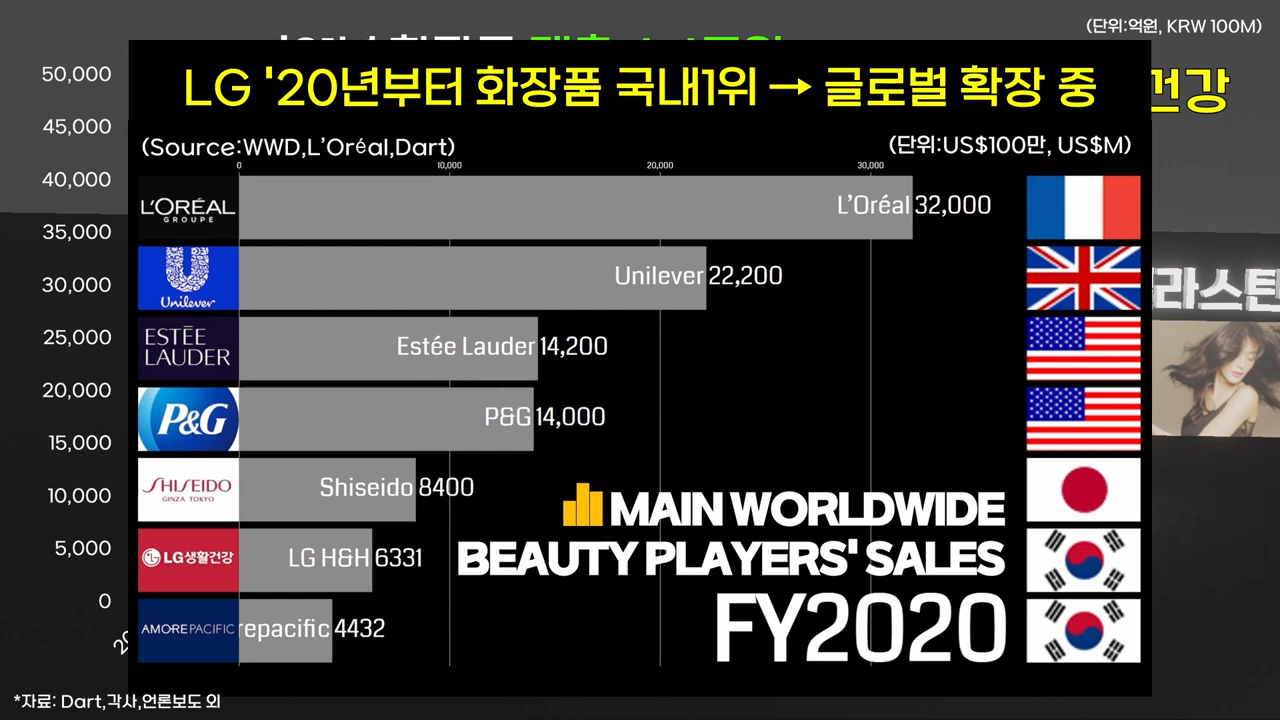 (단위:억원, KRW 100M)
LG '20년부터 화장품 국내1위 → 글로벌 확장 중
건강
(Source:WWD,L'Oréal,Dart)
(단위:US$100만, US$M)
0 10,000 20,000 30,000
50,000
45,000
40,000
35,000
30,000
25,000
20,000
15,000
10,000
5,000
0
L'ORÉAL
GROUPE
L'Oréal 32,000
Unilever
Unilever 22,200
라스틴
ESTĒE
LAUDER
Estée Lauder 14,200
P&G
P&G 14,000
SHISEIDO
GINZA TOKYO
Shiseido 8400
LG생활건강
LG H&H 6331
AMOREPACIFIC
repacific 4432
MAIN WORLDWIDE
BEAUTY PLAYERS' SALES
FY2020
*자료: Dart,각사,언론보도 외